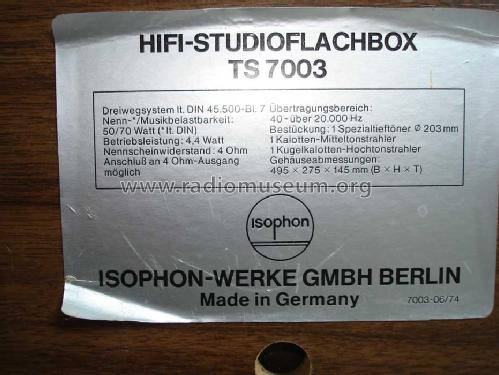 HIFI-STUDIOFLACHBOX
TS 7003
Dreiwegsystem lt. DIN 45.500-Bl. 7
Nenn-*/Musikbelastbarkeit:
50/70 Watt (*lt. DIN)
Betriebsleistung: 4,4 Watt
Nennscheinwiderstand: 4 Ohm
Anschluß an 4 Ohm-Ausgang
möglich
Übertragungsbereich:
40-über 20.000 Hz
Bestückung: 1 Spezialtieftöner Ø 203 mm
1 Kalotten-Mitteltonstrahler
1 Kugelkalotten-Hochtonstrahler
Gehäuseabmessungen:
495 × 275 × 145 mm (B × H × T)
www.radiomuseum.org
isophon
ISOPHON-WERKE GMBH BERLIN
Made in Germany
7003-06/74